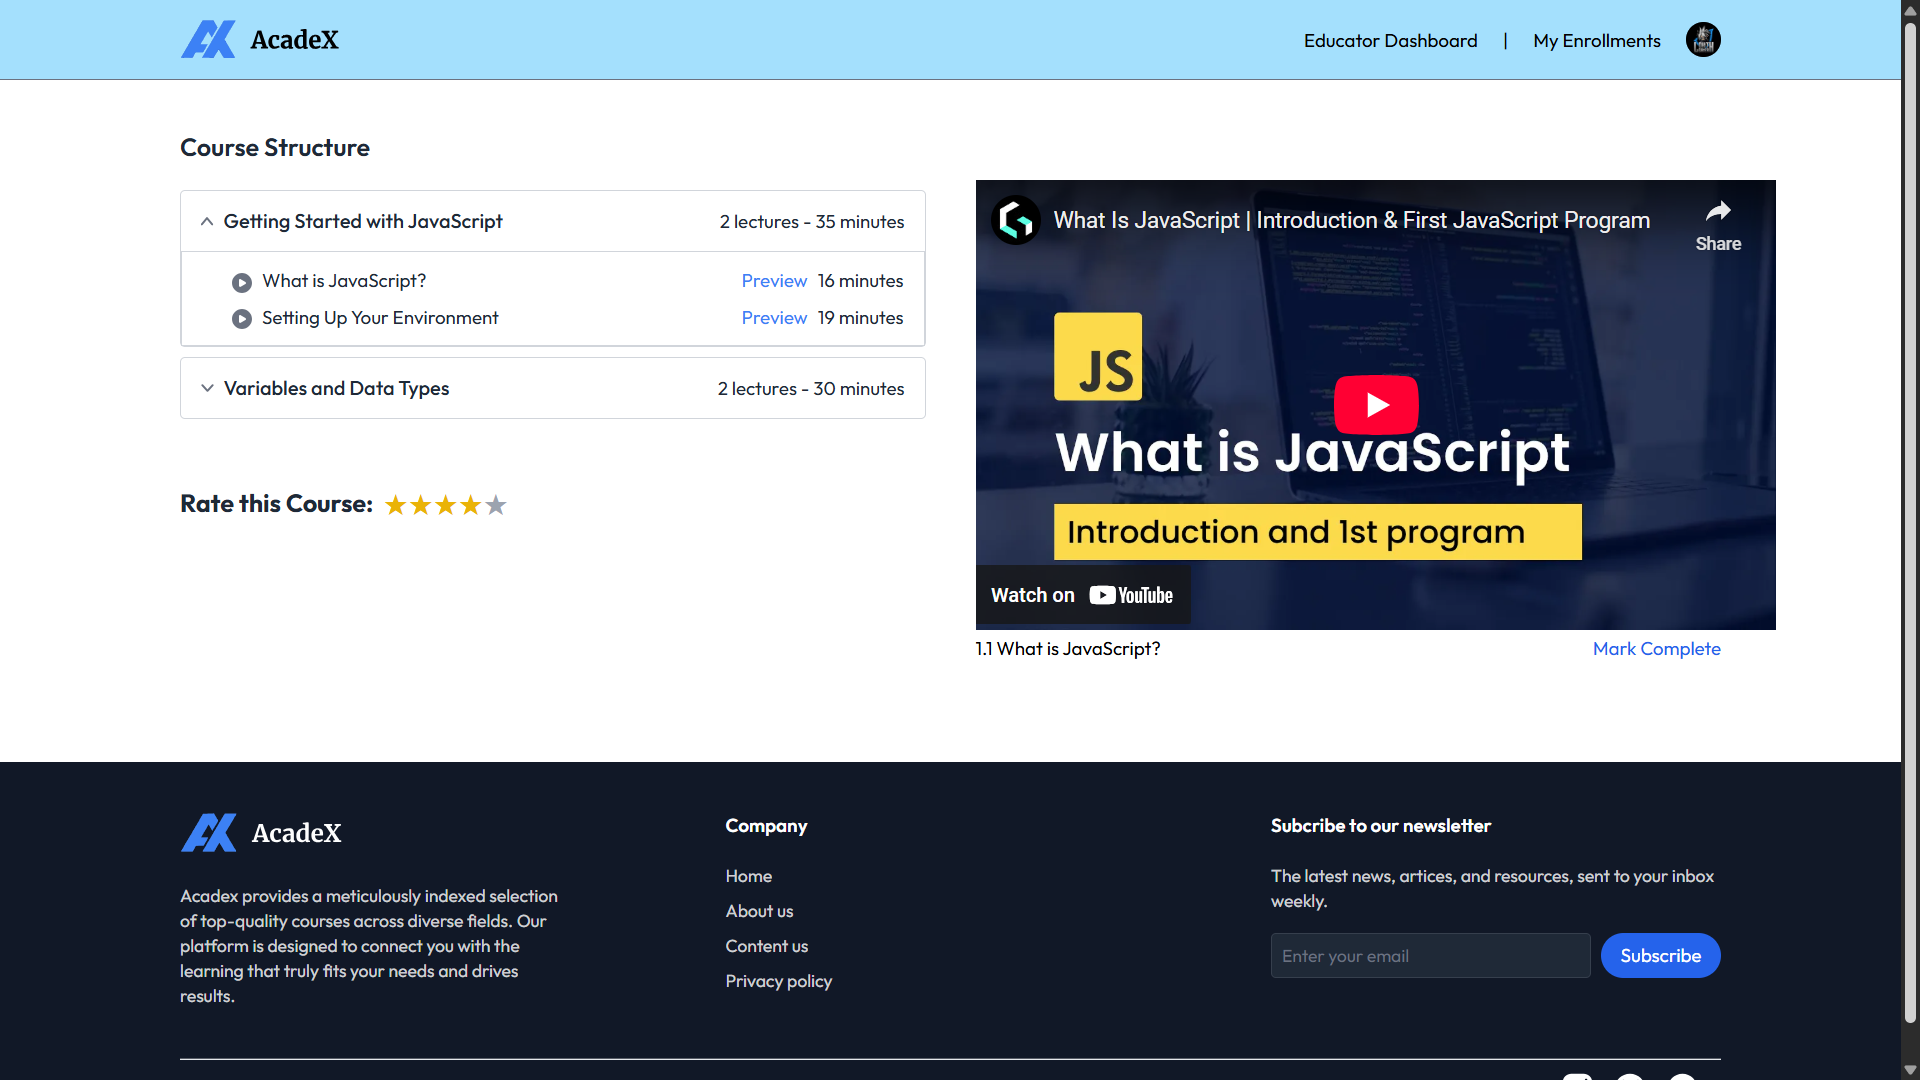 AcadeX
Educator Dashboard | My Enrollments
Course Structure
Getting Started with JavaScript
2 lectures - 35 minutes
What is JavaScript?
Preview 16 minutes
Setting Up Your Environment
Preview 19 minutes
Variables and Data Types
2 lectures - 30 minutes
Rate this Course:
What Is JavaScript | Introduction & First JavaScript Program
Share
JS
What is JavaScript
Introduction and 1st program
Watch on YouTube
1.1 What is JavaScript?
Mark Complete
AcadeX
Acadex provides a meticulously indexed selection
of top-quality courses across diverse fields. Our
platform is designed to connect you with the
learning that truly fits your needs and drives
results.
Company
Home
About us
Content us
Privacy policy
Subcribe to our newsletter
The latest news, artices, and resources, sent to your inbox
weekly.
Enter your email
Subscribe